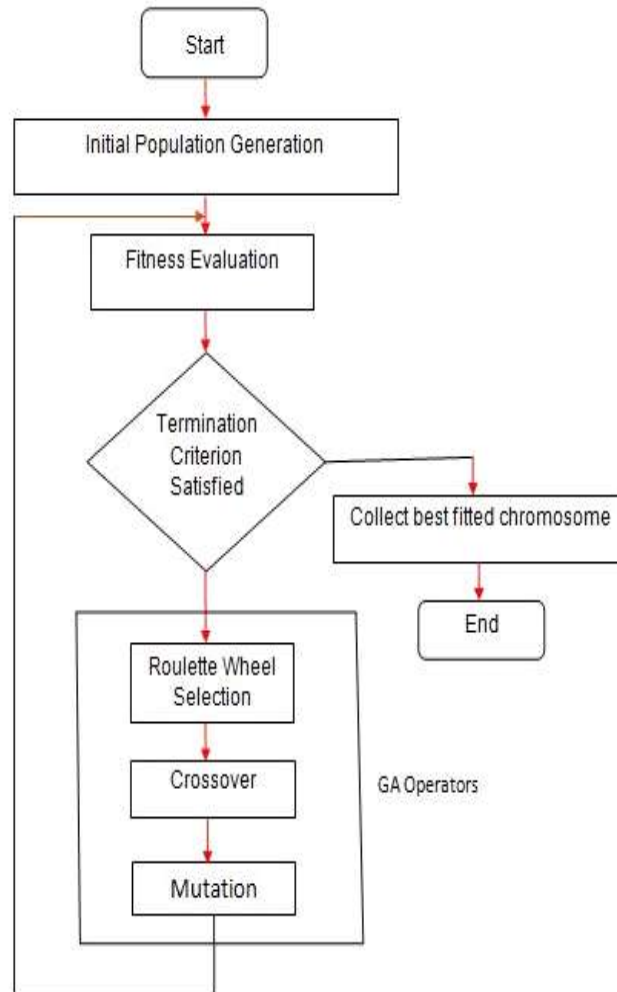 Start
Initial Population Generation
Fitness Evaluation
Termination
Criterion
Satisfied
Collect best fitted chromosome
End
Roulette Wheel
Selection
Crossover
GA Operators
Mutation